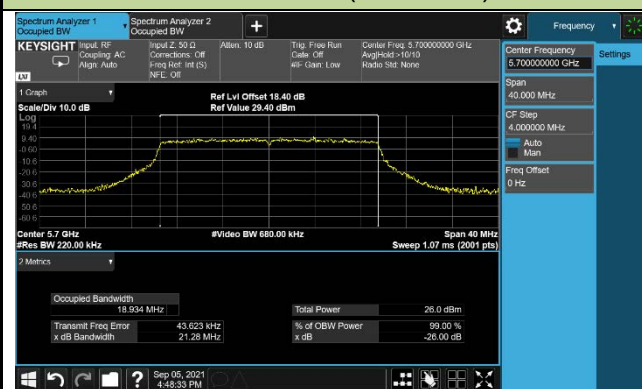 Spectrum Analyzer 1
Occupied BW
Spectrum Analyzer 2
Occupied BW
+
Frequency
KEYSIGHT
Input: RF
Coupling: AC
Align: Auto
Input Z: 50 Ω
Corrections: Off
Freq Ref: Int (S)
NFE: Off
Atten: 10 dB
Trig: Free Run
Gate: Off
#IF Gain: Low
Center Freq: 5.700000000 GHz
Avg|Hold:>10/10
Radio Std: None
LXI
Center Frequency
5.700000000 GHz
Settings
Span
40.000 MHz
CF Step
4.000000 MHz
Auto
Man
Freq Offset
0 Hz
1 Graph
Scale/Div 10.0 dB
Ref Lvl Offset 18.40 dB
Ref Value 29.40 dBm
Log
19.4
9.40
-0.60
-10.6
-20.6
-30.6
-40.6
-50.6
-60.6
Center 5.7 GHz
#Res BW 220.00 kHz
#Video BW 680.00 kHz
Span 40 MHz
Sweep 1.07 ms (2001 pts)
2 Metrics
Occupied Bandwidth
18.934 MHz
Total Power 26.0 dBm
Transmit Freq Error 43.623 kHz
% of OBW Power 99.00 %
x dB Bandwidth 21.28 MHz
x dB -26.00 dB
?
Sep 05, 2021
4:48:33 PM